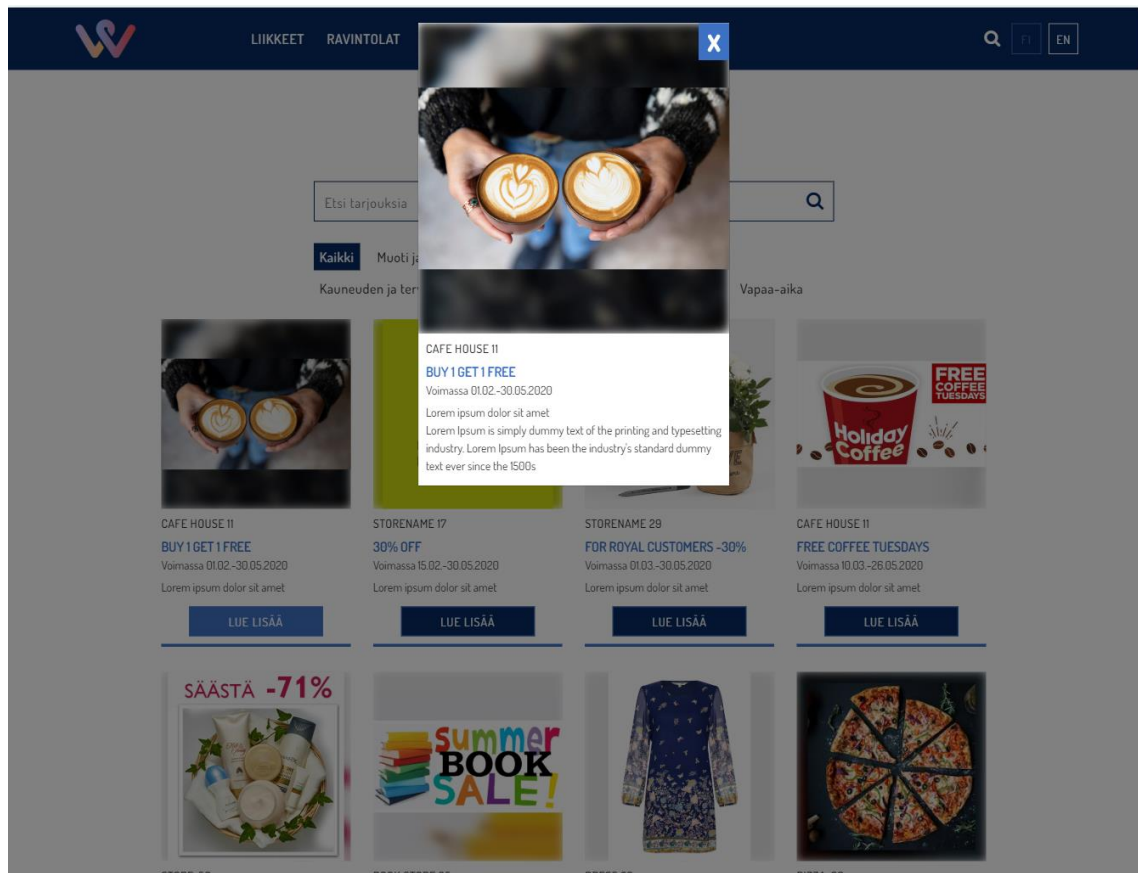 LIIKKEET RAVINTOLAT
X
FI EN
Etsi tarjouksia
Kaikki Muoti ja
Kauneuden ja Vapaa-aika
CAFE HOUSE 11
BUY 1 GET 1 FREE
Voimassa 01.02.-30.05.2020
Lorem ipsum dolor sit amet
Lorem Ipsum is simply dummy text of the printing and typesetting
industry. Lorem Ipsum has been the industry's standard dummy
text ever since the 1500s
FREE
COFFEE
TUESDAYS
Holiday
Coffee
CAFE HOUSE 11
BUY 1 GET 1 FREE
Voimassa 01.02.-30.05.2020
Lorem ipsum dolor sit amet
LUE LISÄÄ
STORENAME 17
30% OFF
Voimassa 15.02.-30.05.2020
Lorem ipsum dolor sit amet
LUE LISÄÄ
STORENAME 29
FOR ROYAL CUSTOMERS -30%
Voimassa 01.03.-30.05.2020
Lorem ipsum dolor sit amet
LUE LISÄÄ
CAFE HOUSE 11
FREE COFFEE TUESDAYS
Voimassa 10.03.-26.05.2020
Lorem ipsum dolor sit amet
LUE LISÄÄ
SÄÄSTÄ -71%
summer
BOOK
SALE!